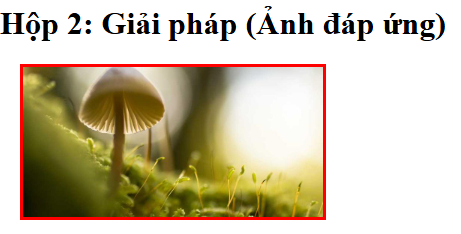 Hộp 2: Giải pháp (Ảnh đáp ứng)